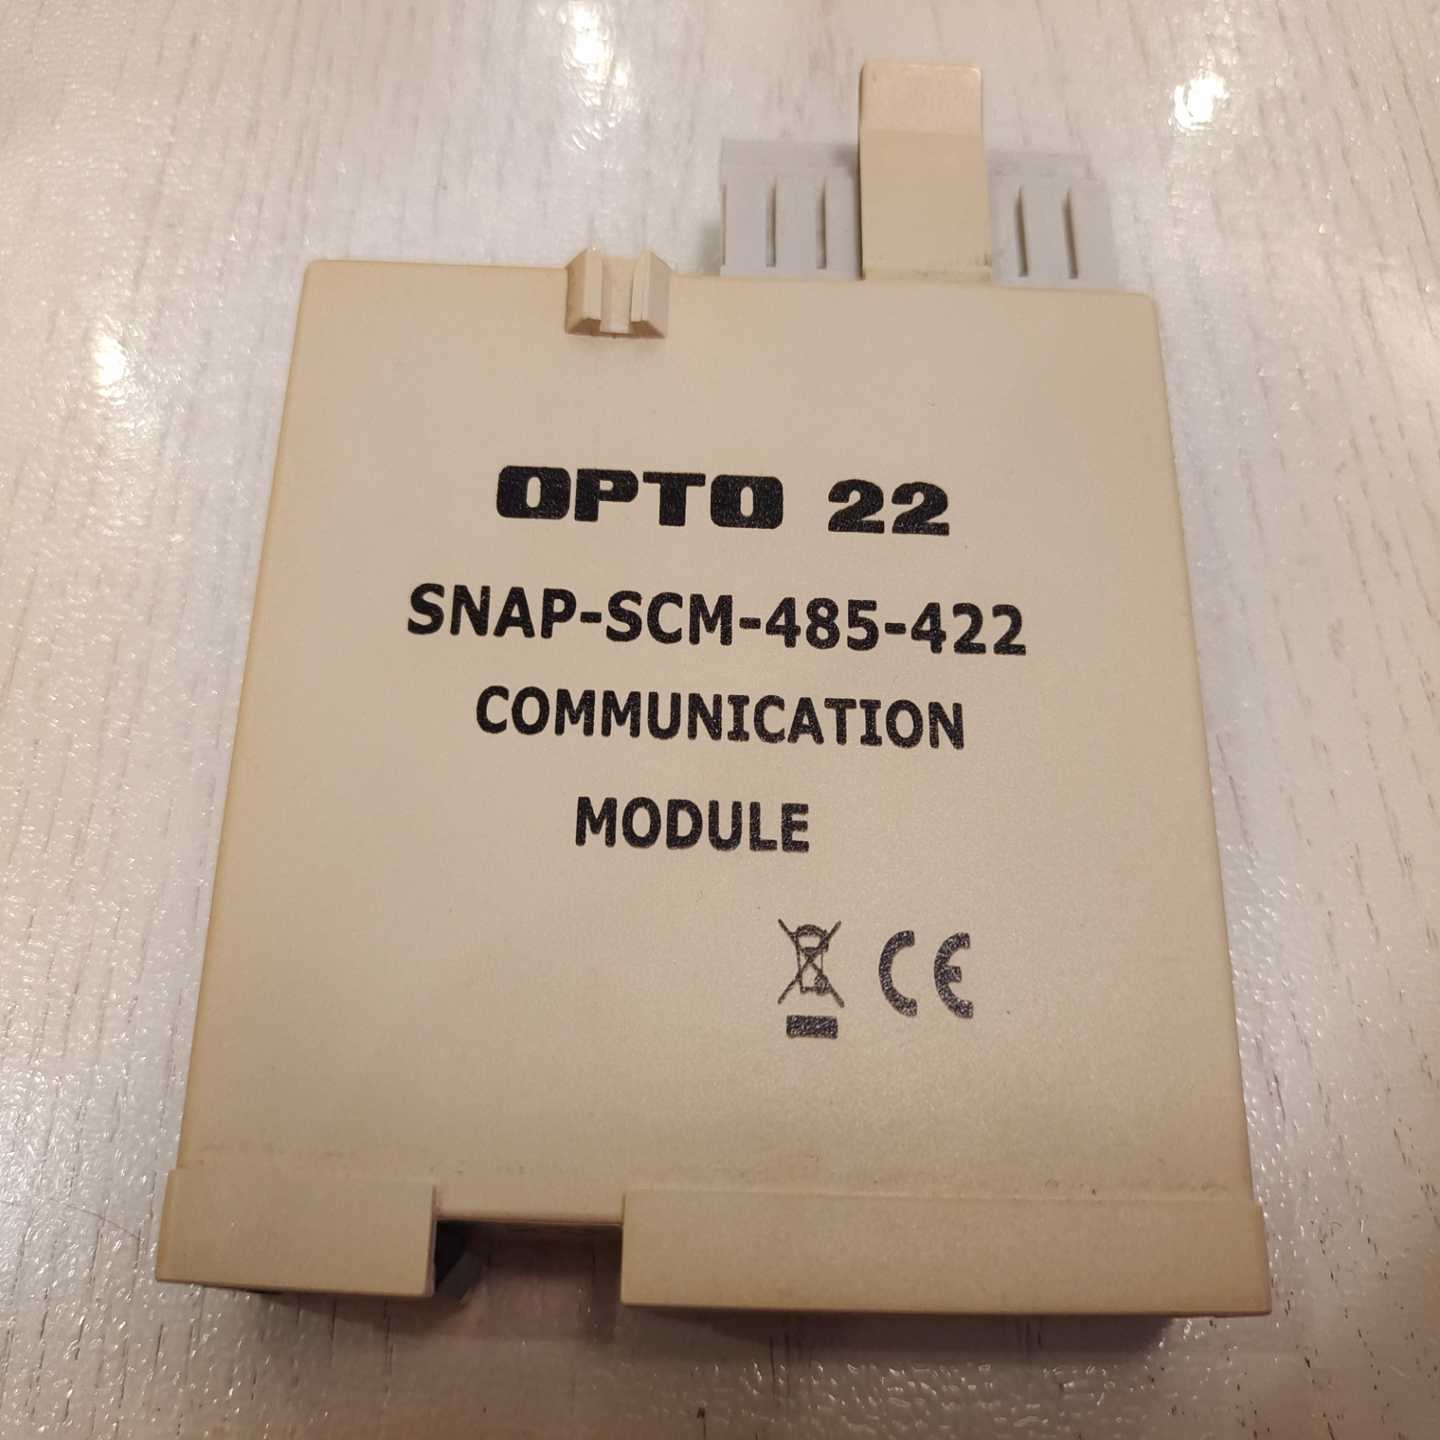 OPTO 22
SNAP-SCM-485-422
COMMUNICATION
MODULE
CE